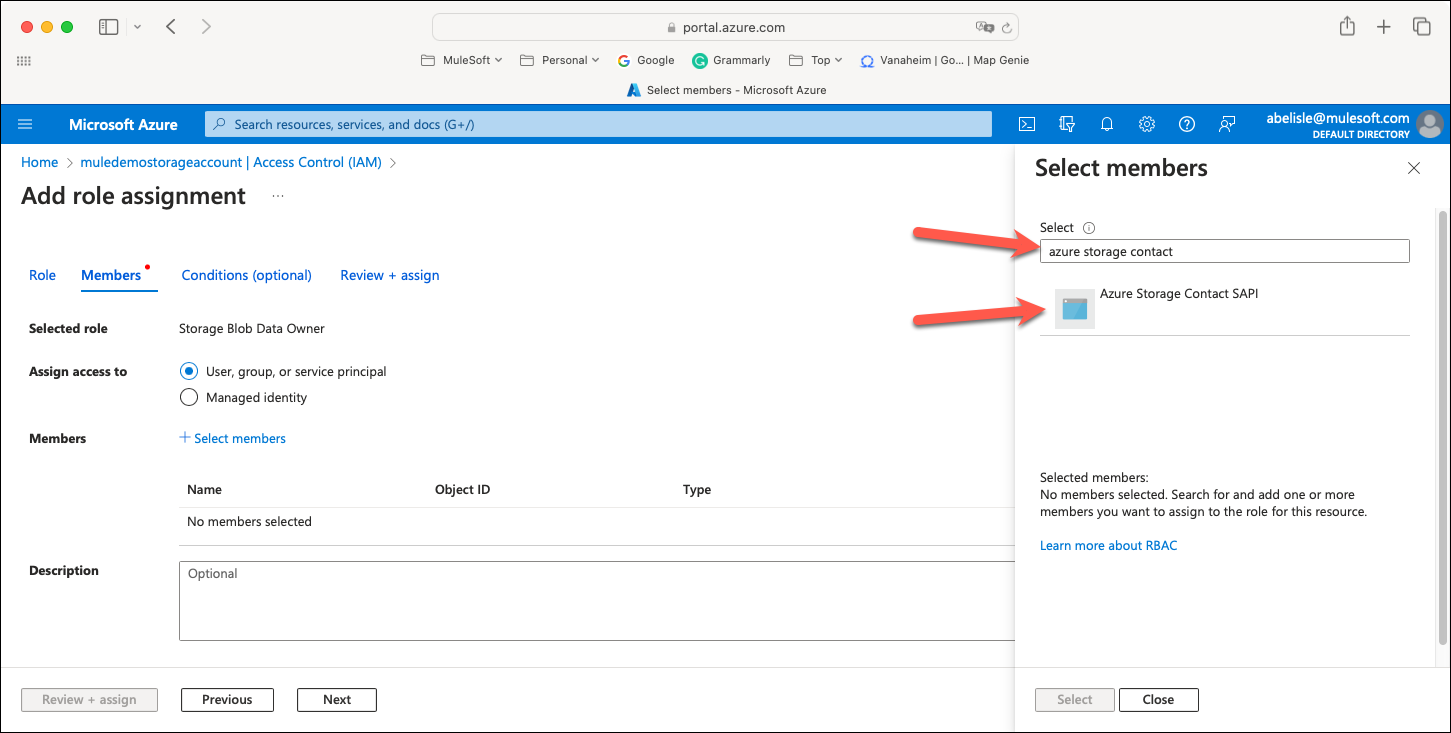 portal.azure.com
MuleSoft
Personal
Google
Grammarly
Top
Vanaheim | Go... | Map Genie
Select members - Microsoft Azure
Microsoft Azure
Search resources, services, and docs (G+/)
abelisle@mulesoft.com
DEFAULT DIRECTORY
Home > muledemostorageaccount | Access Control (IAM) >
Add role assignment ...
Role
Members
Conditions (optional)
Review + assign
Selected role
Storage Blob Data Owner
Assign access to
User, group, or service principal
Managed identity
Members
+ Select members
Name
Object ID
Type
No members selected
Description
Optional
Review + assign
Previous
Next
Select members
Select
azure storage contact
Azure Storage Contact SAPI
Selected members:
No members selected. Search for and add one or more
members you want to assign to the role for this resource.
Learn more about RBAC
Select
Close